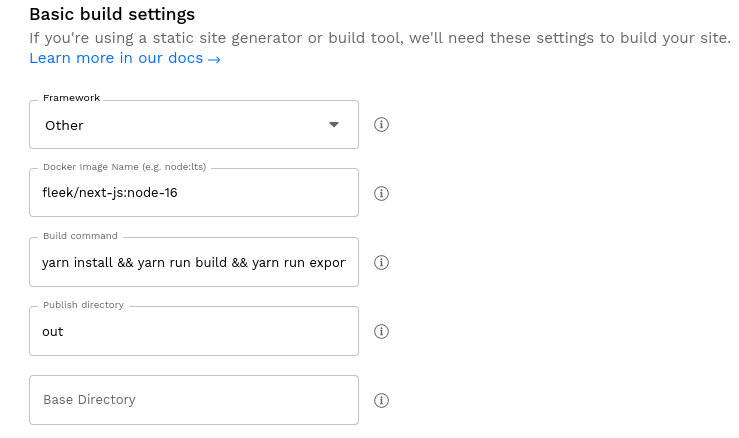 Basic build settings
If you're using a static site generator or build tool, we'll need these settings to build your site.
Learn more in our docs →
Framework
Other
Docker Image Name (e.g. node:lts)
fleek/next-js:node-16
Build command
yarn install && yarn run build && yarn run expor
Publish directory
out
Base Directory